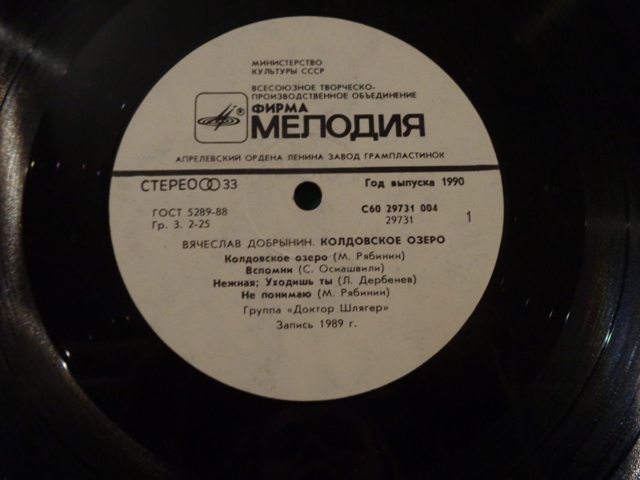 МИНИСТЕРСТВО
КУЛЬТУРЫ СССР
ВСЕСОЮЗНОЕ ТВОРЧЕСКО-
ПРОИЗВОДСТВЕННОЕ ОБЪЕДИНЕНИЕ
® ФИРМА
МЕЛОДИЯ
АПРЕЛЕВСКИЙ ОРДЕНА ЛЕНИНА ЗАВОД ГРАМПЛАСТИНОК
СТЕРЕО 33
Год выпуска 1990
ГОСТ 5289-88
Гр. 3. 2-25
С60 29731 004
29731
1
ВЯЧЕСЛАВ ДОБРЫНИН. КОЛДОВСКОЕ ОЗЕРО
Колдовское озеро (М. Рябинин)
Вспомни (С. Осиашвили)
Нежная; Уходишь ты (Л. Дербенев)
Не понимаю (М. Рябинин)
Группа «Доктор Шлягер»
Запись 1989 г.